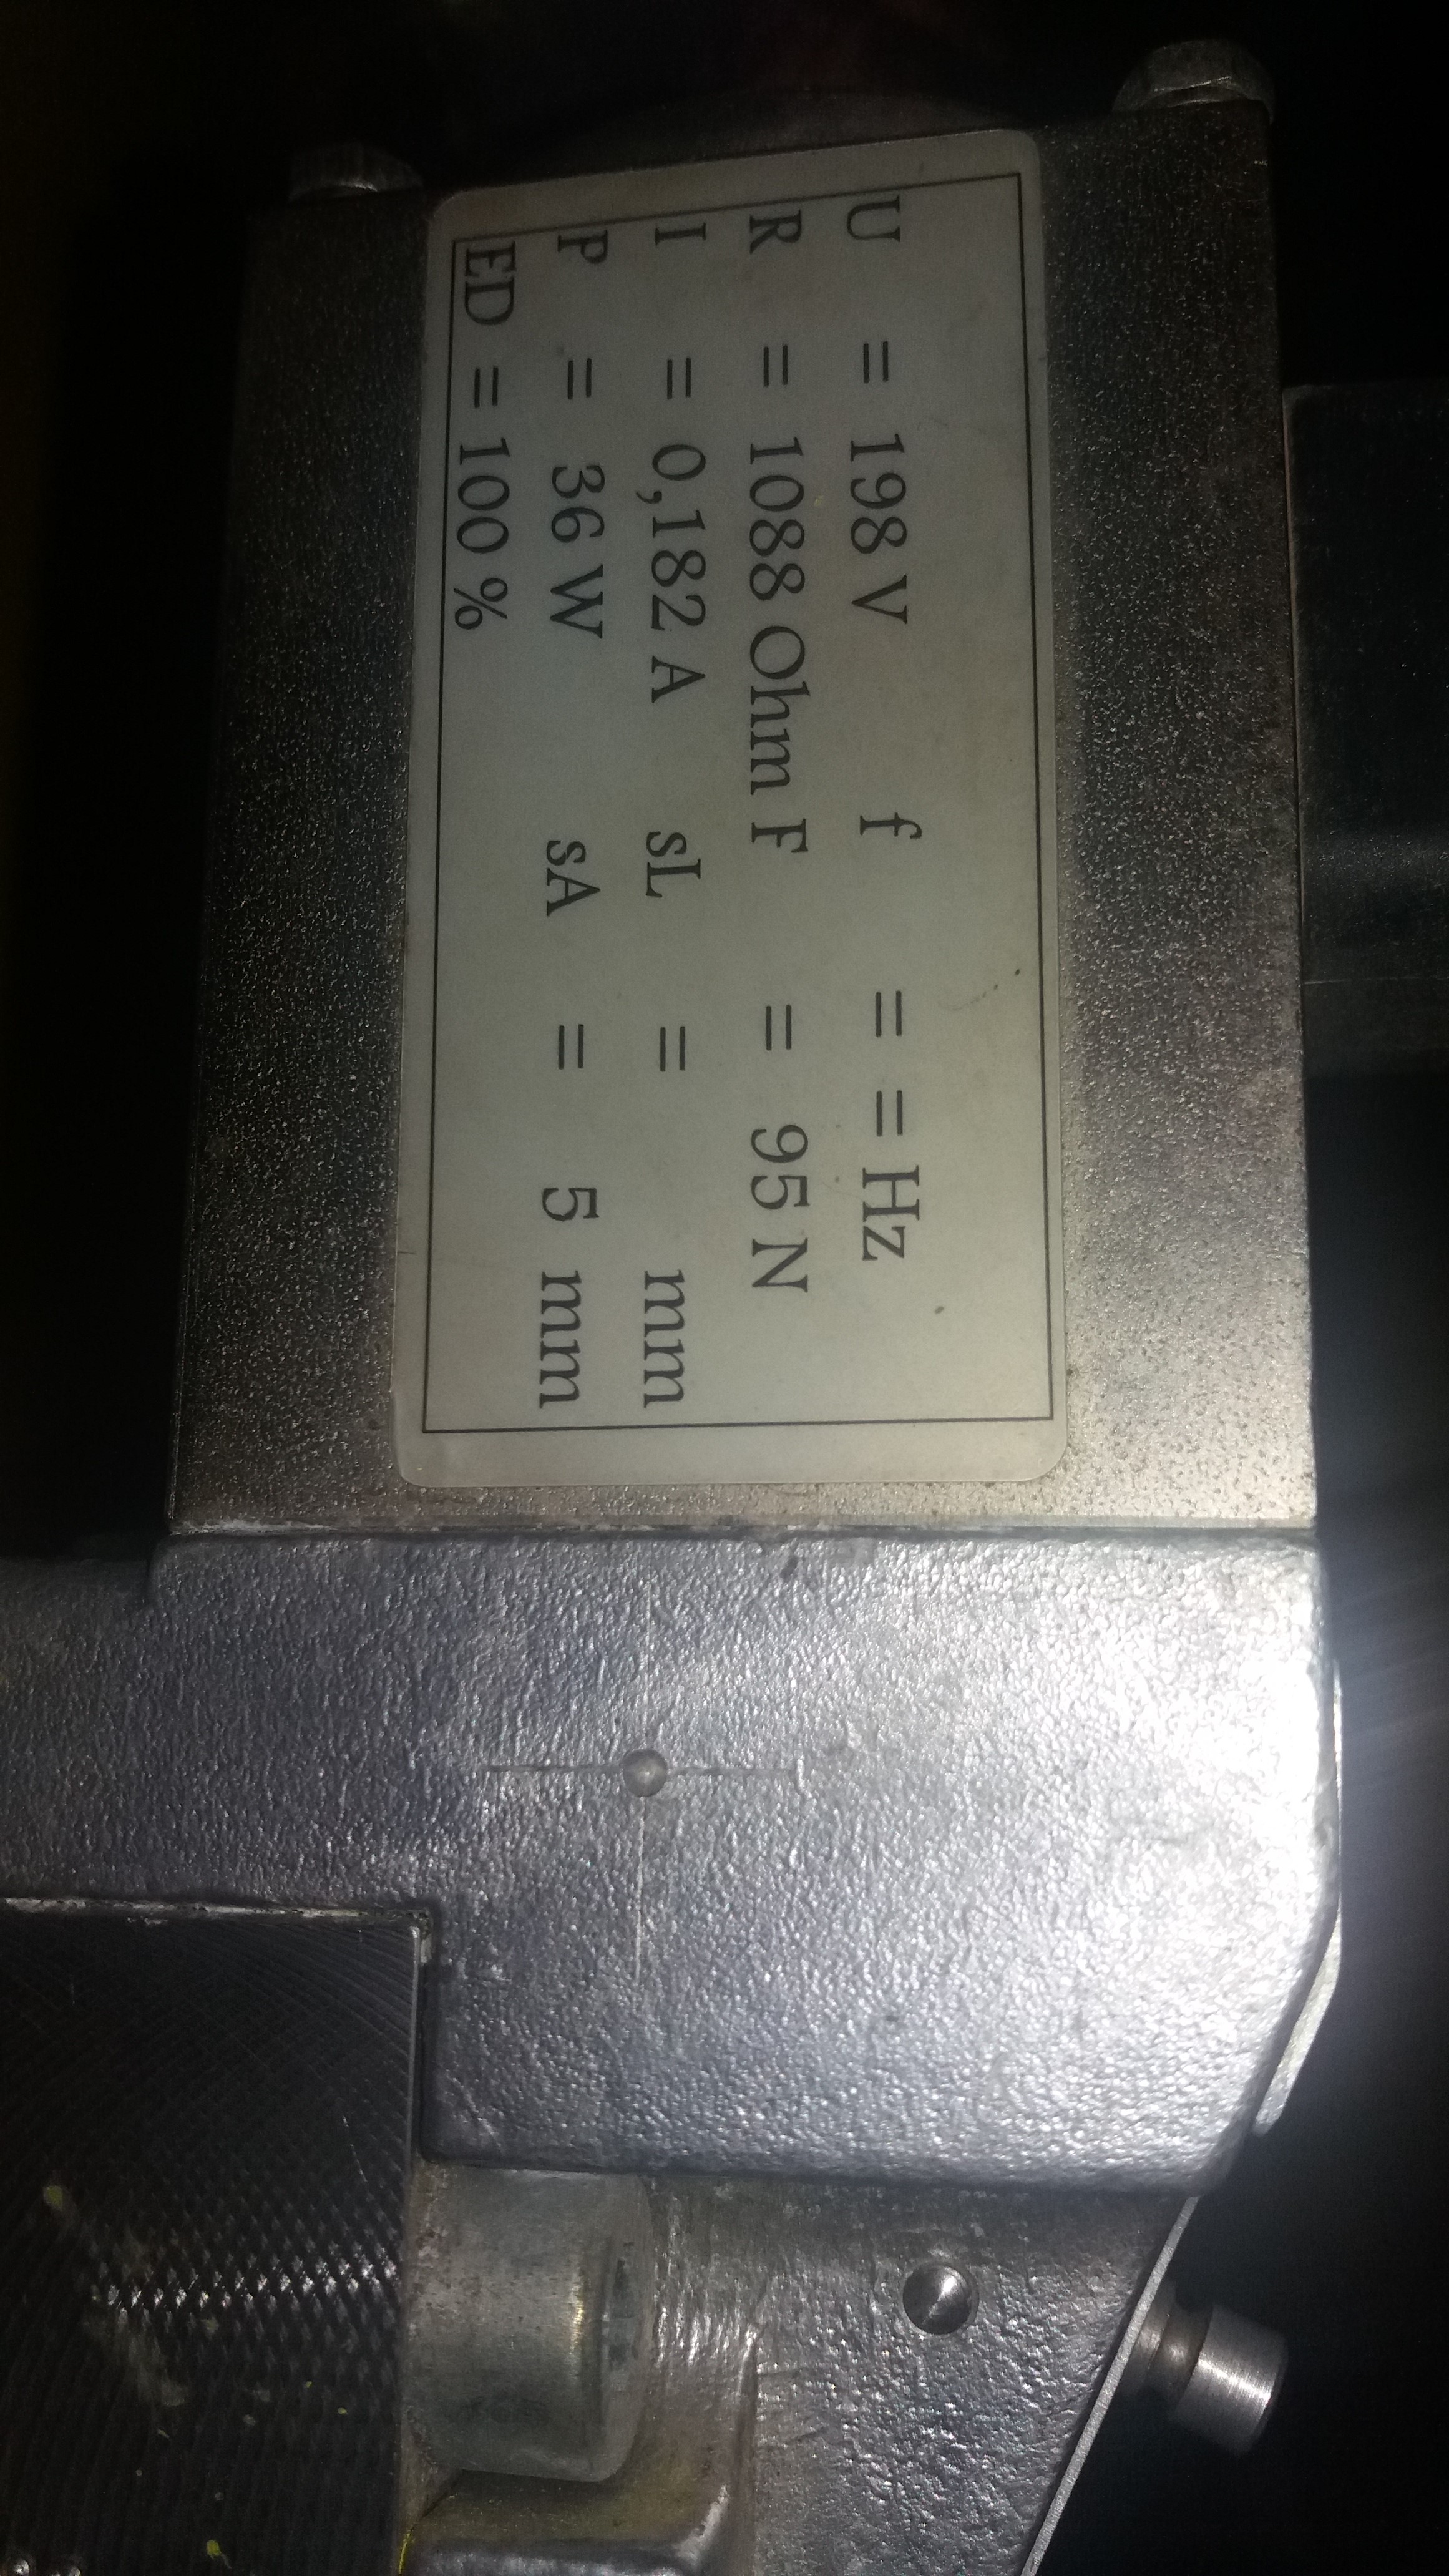 U = 198 V f = = Hz
R = 1088 Ohm F = 95 N
I = 0,182 A sL = mm
P = 36 W sA = 5 mm
ED = 100 %